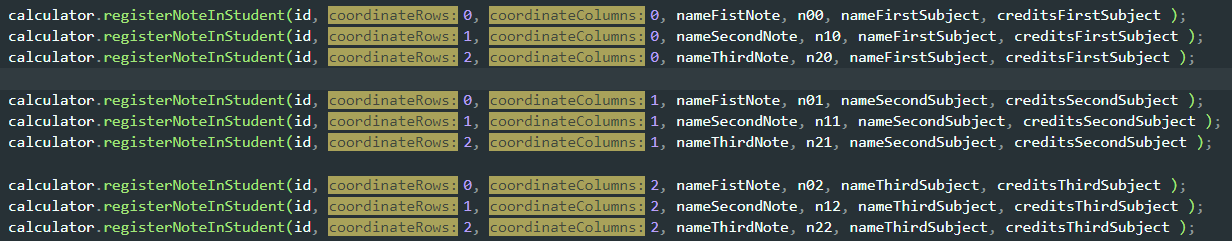 calculator.registerNoteInStudent(id, coordinateRows: 0, coordinateColumns: 0, nameFistNote, n00, nameFirstSubject, creditsFirstSubject );
calculator.registerNoteInStudent(id, coordinateRows: 1, coordinateColumns: 0, nameSecondNote, n10, nameFirstSubject, creditsFirstSubject );
calculator.registerNoteInStudent(id, coordinateRows: 2, coordinateColumns: 0, nameThirdNote, n20, nameFirstSubject, creditsFirstSubject );
calculator.registerNoteInStudent(id, coordinateRows: 0, coordinateColumns: 1, nameFistNote, n01, nameSecondSubject, creditsSecondSubject );
calculator.registerNoteInStudent(id, coordinateRows: 1, coordinateColumns: 1, nameSecondNote, n11, nameSecondSubject, creditsSecondSubject );
calculator.registerNoteInStudent(id, coordinateRows: 2, coordinateColumns: 1, nameThirdNote, n21, nameSecondSubject, creditsSecondSubject );
calculator.registerNoteInStudent(id, coordinateRows: 0, coordinateColumns: 2, nameFistNote, n02, nameThirdSubject, creditsThirdSubject );
calculator.registerNoteInStudent(id, coordinateRows: 1, coordinateColumns: 2, nameSecondNote, n12, nameThirdSubject, creditsThirdSubject );
calculator.registerNoteInStudent(id, coordinateRows: 2, coordinateColumns: 2, nameThirdNote, n22, nameThirdSubject, creditsThirdSubject );